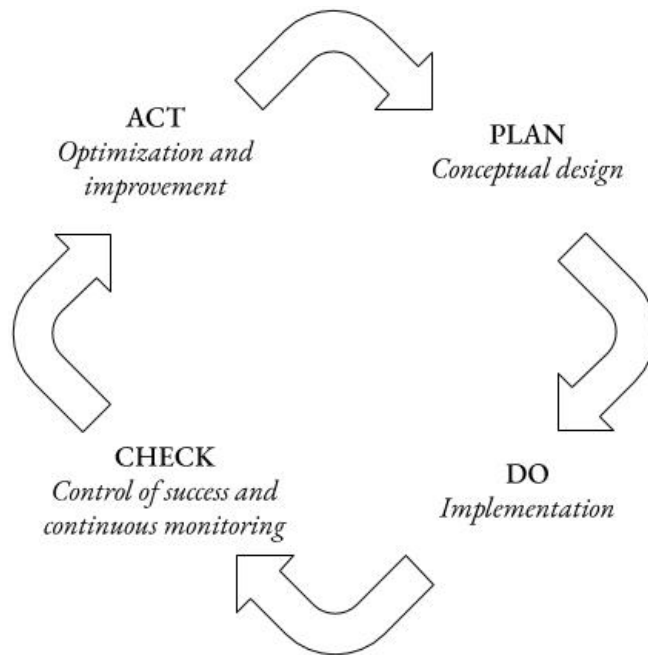 ACT
Optimization and
improvement
PLAN
Conceptual design
CHECK
Control of success and
continuous monitoring
DO
Implementation